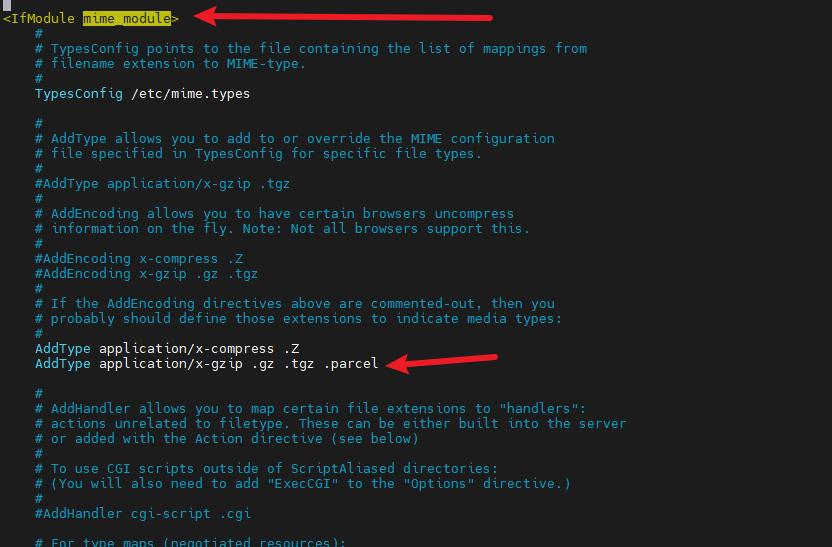 <IfModule mime_module>
#
# TypesConfig points to the file containing the list of mappings from
# filename extension to MIME-type.
#
TypesConfig /etc/mime.types
#
# AddType allows you to add to or override the MIME configuration
# file specified in TypesConfig for specific file types.
#
#AddType application/x-gzip .tgz
#
# AddEncoding allows you to have certain browsers uncompress
# information on the fly. Note: Not all browsers support this.
#
#AddEncoding x-compress .Z
#AddEncoding x-gzip .gz .tgz
#
# If the AddEncoding directives above are commented-out, then you
# probably should define those extensions to indicate media types:
#
AddType application/x-compress .Z
AddType application/x-gzip .gz .tgz .parcel
#
# AddHandler allows you to map certain file extensions to "handlers":
# actions unrelated to filetype. These can be either built into the server
# or added with the Action directive (see below)
#
# To use CGI scripts outside of ScriptAliased directories:
# (You will also need to add "ExecCGI" to the "Options" directive.)
#
#AddHandler cgi-script .cgi
# For type maps (negotiated resources):